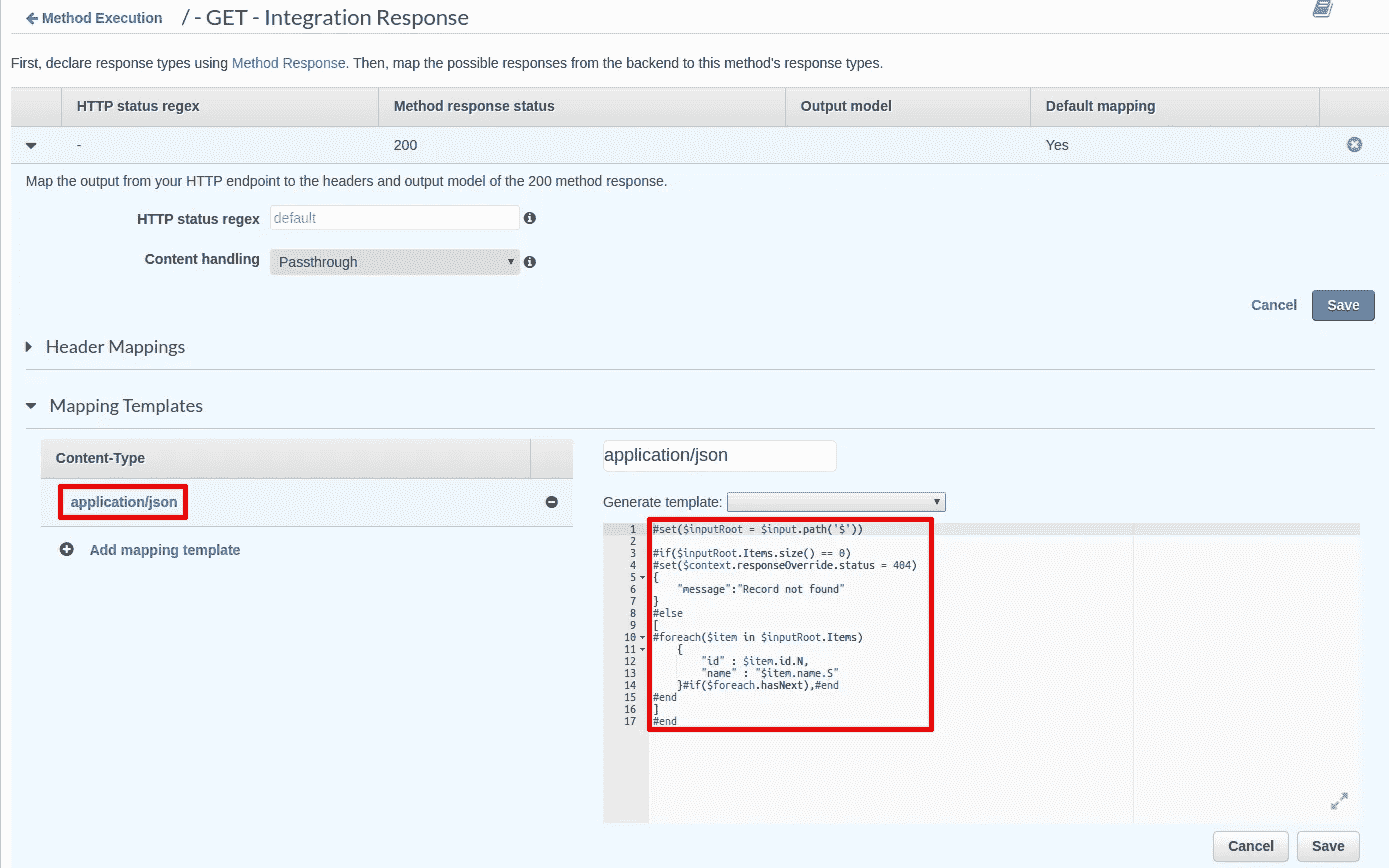 Method Execution / - GET - Integration Response
First, declare response types using Method Response. Then, map the possible responses from the backend to this method's response types.
HTTP status regex Method response status Output model Default mapping
- 200 Yes
Map the output from your HTTP endpoint to the headers and output model of the 200 method response.
HTTP status regex default
Content handling Passthrough
Cancel Save
Header Mappings
Mapping Templates
Content-Type
application/json
Add mapping template
application/json
Generate template:
1 #set($inputRoot = $input.path('$'))
2
3 #if($inputRoot.Items.size() == 0)
4 #set($context.responseOverride.status = 404)
5 {
6 "message":"Record not found"
7 }
8 #else
9 [
10 #foreach($item in $inputRoot.Items)
11 {
12 "id" : $item.id.N,
13 "name" : "$item.name.S"
14 }#if($foreach.hasNext),#end
15 #end
16 ]
17 #end
Cancel Save